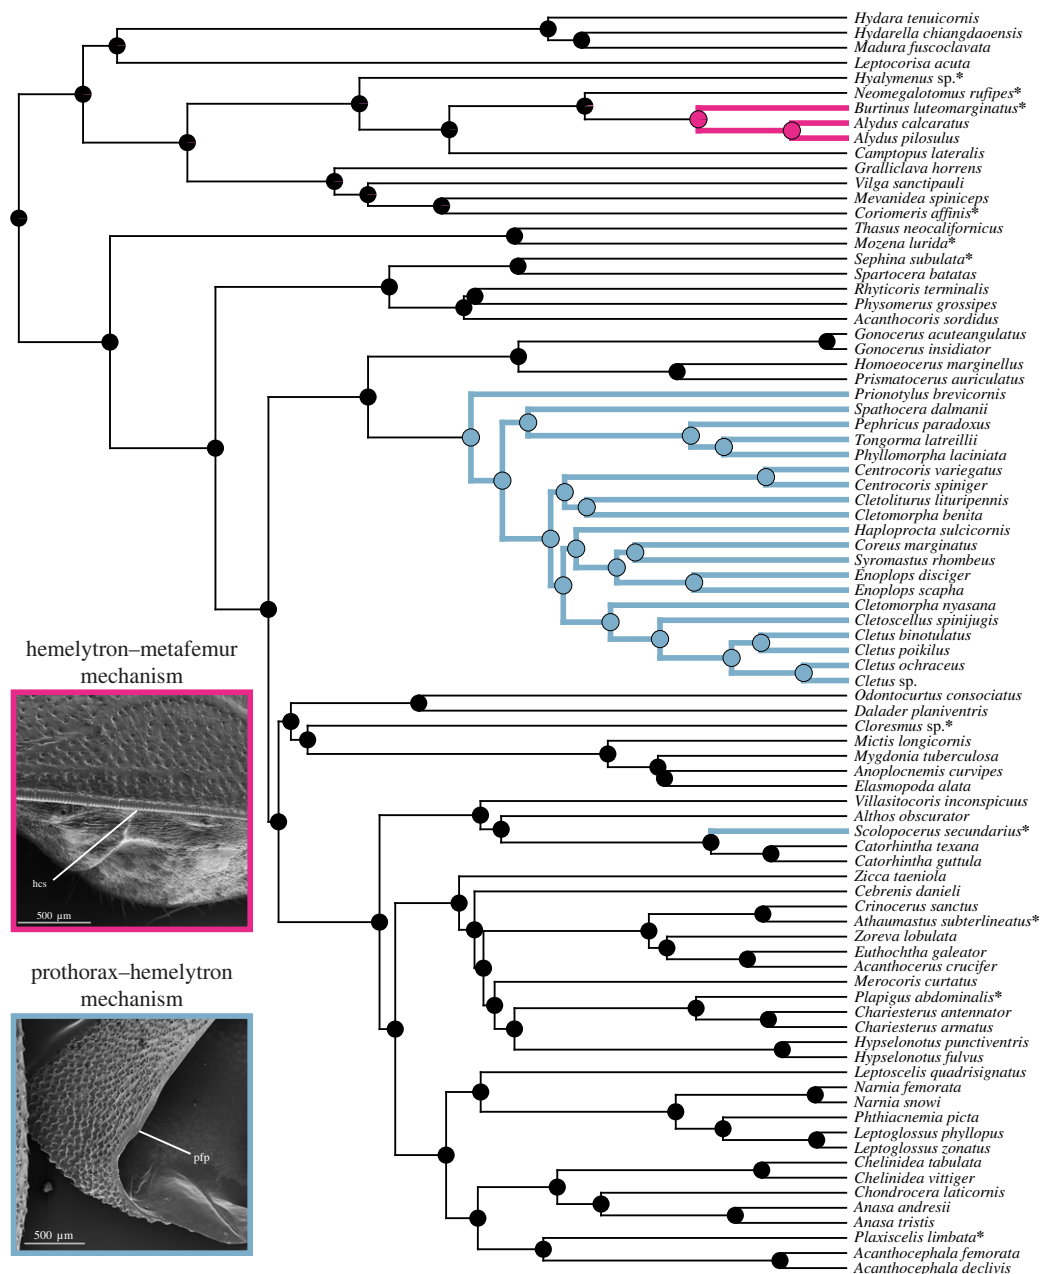 Hydara tenuicornis
Hydarella chiangdaoensis
Madura fuscoclavata
Leptocorisa acuta
Hyalymenus sp.*
Neonegalotomus rufipes*
Burtinus luteomarginatus*
Alydus calcaratus
Alydus pilosulus
Camptopus lateralis
Gralliclava horrens
Vilga sanctipauli
Mevanidea spiniceps
Coriomeris affinis*
Thasus neocalifornicus
Mozena lurida*
Sephina subulata*
Spartocera batatas
Rhyticoris terminalis
Physomerus grossipes
Acanthocoris sordidus
Gonocerus acuteangulatus
Gonocerus insidiator
Homoeocerus marginellus
Prismatocerus auriculatus
Prionotylus brevicornis
Spathocera dalmanii
Pephricus paradoxus
Tongorma latreillii
Phyllomorpha laciniata
Centrocoris variegatus
Centrocoris spiniger
Cletoliturus lituripennis
Cletomorpha benita
Haploprocta sulcicornis
Coreus marginatus
Syromastus rhombeus
Enoplops disciger
Enoplops scapha
Cletomorpha nyasana
Cletoscellus spinijugis
Cletus binotulatus
Cletus poikilus
Cletus ochraceus
Cletus sp.
Odontocurtus consociatus
Dalader planiventris
Cloresmus sp.*
Mictis longicornis
Mygdonia tuberculosa
Anoplocnemis curvipes
Elasmopoda alata
Villasitocoris inconspicuus
Althos obscurator
Scolopocerus secundarius*
Catorhintha texana
Catorhintha guttula
Zicca taeniola
Cebrenis danieli
Crinocerus sanctus
Athaumastus subterlineatus*
Zoreva lobulata
Euthochtha galeator
Acanthocerus crucifer
Merocoris curtatus
Plapigus abdominalis*
Chariesterus antennator
Chariesterus armatus
Hypselonotus punctiventris
Hypselonotus fulvus
Leptoscelis quadrisignatus
Narnia femorata
Narnia snowi
Phthiacnemia picta
Leptoglossus phyllopus
Leptoglossus zonatus
Chelinidea tabulata
Chelinidea vittiger
Chondrocera laticornis
Anasa andresii
Anasa tristis
Plaxiscelis limbata*
Acanthocephala femorata
Acanthocephala declivis
hemelytron–metafemur
mechanism
hcs
500 µm
prothorax–hemelytron
mechanism
pfp
500 µm